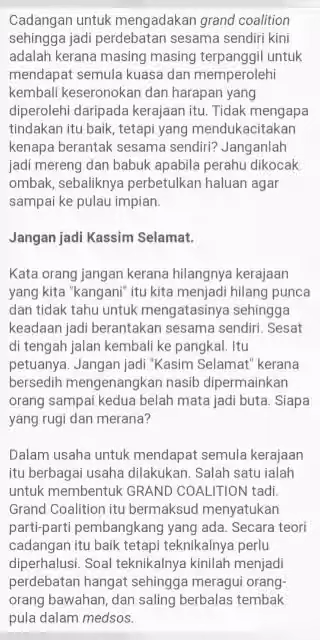 Cadangan untuk mengadakan grand coalition
sehingga jadi perdebatan sesama sendiri kini
adalah kerana masing masing terpanggil untuk
mendapat semula kuasa dan memperolehi
kembali keseronokan dan harapan yang
diperolehi daripada kerajaan itu. Tidak mengapa
tindakan itu baik, tetapi yang mendukacitakan
kenapa berantak sesama sendiri? Janganlah
jadi mereng dan babuk apabila perahu dikocak
ombak, sebaliknya perbetulkan haluan agar
sampai ke pulau impian.
Jangan jadi Kassim Selamat.
Kata orang jangan kerana hilangnya kerajaan
yang kita "kangani" itu kita menjadi hilang punca
dan tidak tahu untuk mengatasinya sehingga
keadaan jadi berantakan sesama sendiri. Sesat
di tengah jalan kembali ke pangkal. Itu
petuanya. Jangan jadi "Kasim Selamat" kerana
bersedih mengenangkan nasib dipermainkan
orang sampai kedua belah mata jadi buta. Siapa
yang rugi dan merana?
Dalam usaha untuk mendapat semula kerajaan
itu berbagai usaha dilakukan. Salah satu ialah
untuk membentuk GRAND COALITION tadi.
Grand Coalition itu bermaksud menyatukan
parti-parti pembangkang yang ada. Secara teori
cadangan itu baik tetapi teknikalnya perlu
diperhalusi. Soal teknikalnya kinilah menjadi
perdebatan hangat sehingga meragui orang-
orang bawahan, dan saling berbalas tembak
pula dalam medsos.